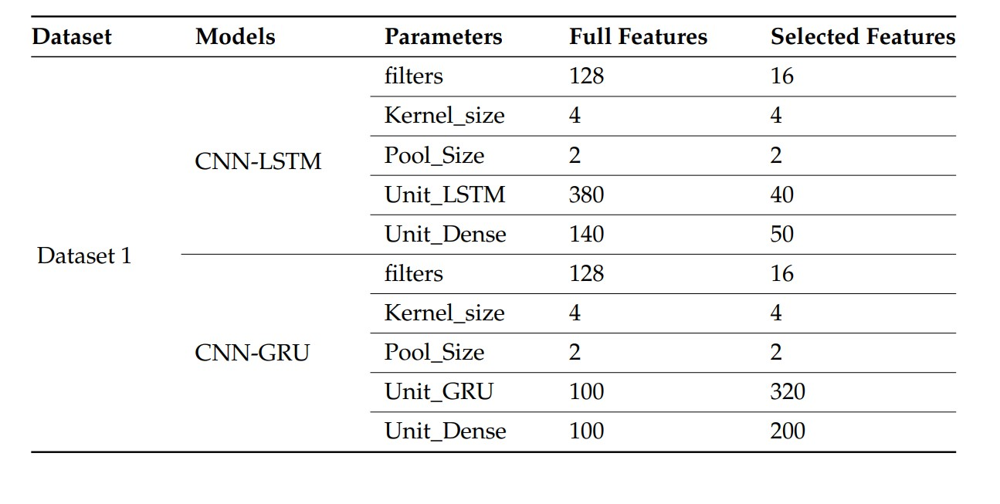 Dataset Models Parameters Full Features Selected Features
filters 128 16
Kernel_size 4 4
Pool_Size 2 2
CNN-LSTM
Unit_LSTM 380 40
Unit_Dense 140 50
Dataset 1
filters 128 16
Kernel_size 4 4
Pool_Size 2 2
CNN-GRU
Unit_GRU 100 320
Unit_Dense 100 200